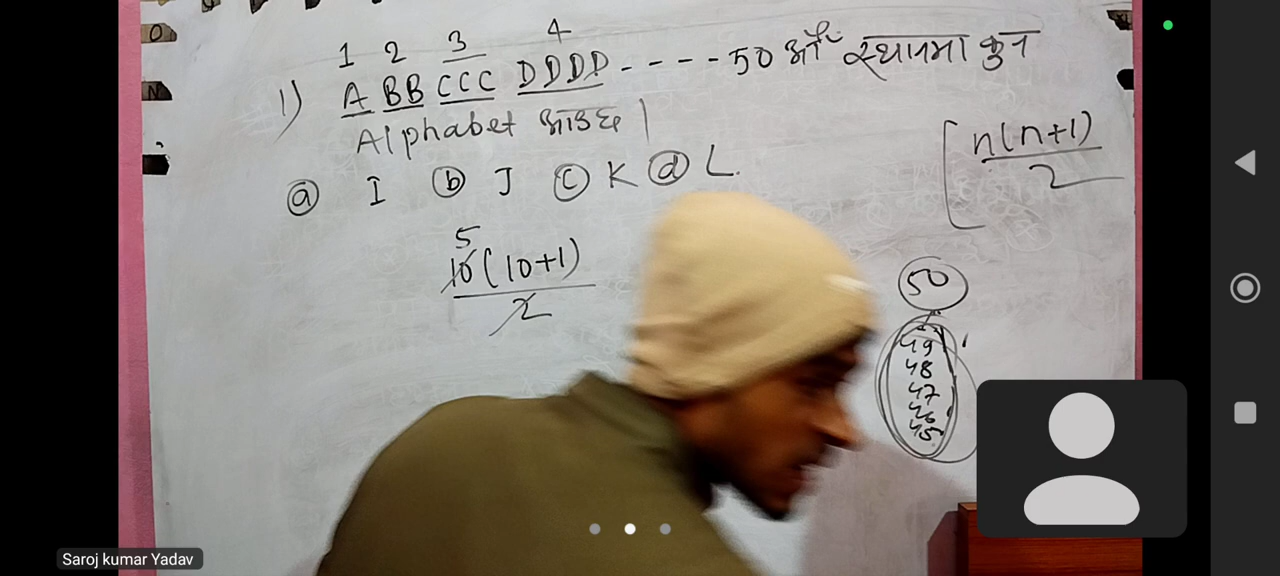 O
N
1 2 3 4
1) A BB CCC DDDD - - - - 50 औँ स्थानमा कुन
Alphabet आउछ |
ⓐ I ⓑ J ⓒ K ⓓ L.
n(n+1)
2
5
10(10+1)
2
50
49
48
47
46
45
Saroj kumar Yadav